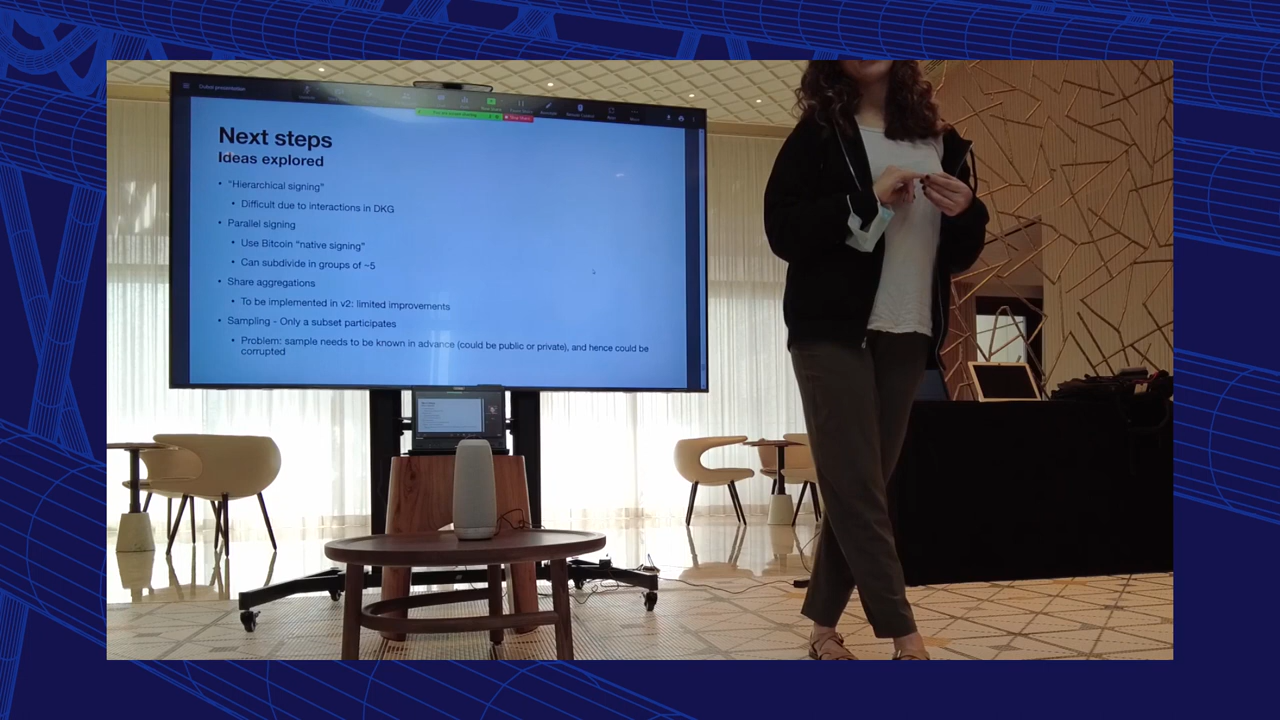 Dubai presentation
Next steps
Ideas explored
• "Hierarchical signing"
• Difficult due to interactions in DKG
• Parallel signing
• Use Bitcoin "native signing"
• Can subdivide in groups of ~5
• Share aggregations
• To be implemented in v2: limited improvements
• Sampling - Only a subset participates
• Problem: sample needs to be known in advance (could be public or private), and hence could be
corrupted